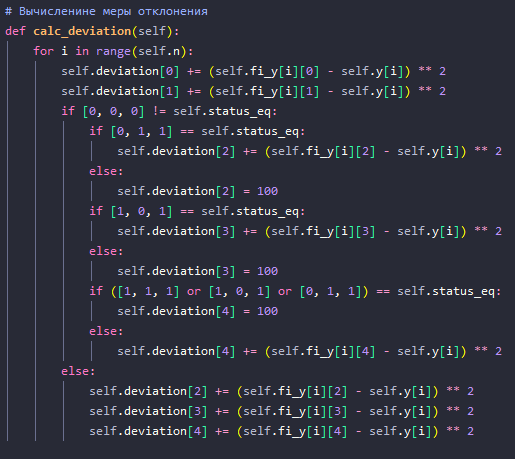 # Вычисленине меры отклонения
def calc_deviation(self):
    for i in range(self.n):
        self.deviation[0] += (self.fi_y[i][0] - self.y[i]) ** 2
        self.deviation[1] += (self.fi_y[i][1] - self.y[i]) ** 2
        if [0, 0, 0] != self.status_eq:
            if [0, 1, 1] == self.status_eq:
                self.deviation[2] += (self.fi_y[i][2] - self.y[i]) ** 2
            else:
                self.deviation[2] = 100
            if [1, 0, 1] == self.status_eq:
                self.deviation[3] += (self.fi_y[i][3] - self.y[i]) ** 2
            else:
                self.deviation[3] = 100
            if ([1, 1, 1] or [1, 0, 1] or [0, 1, 1]) == self.status_eq:
                self.deviation[4] = 100
            else:
                self.deviation[4] += (self.fi_y[i][4] - self.y[i]) ** 2
        else:
            self.deviation[2] += (self.fi_y[i][2] - self.y[i]) ** 2
            self.deviation[3] += (self.fi_y[i][3] - self.y[i]) ** 2
            self.deviation[4] += (self.fi_y[i][4] - self.y[i]) ** 2